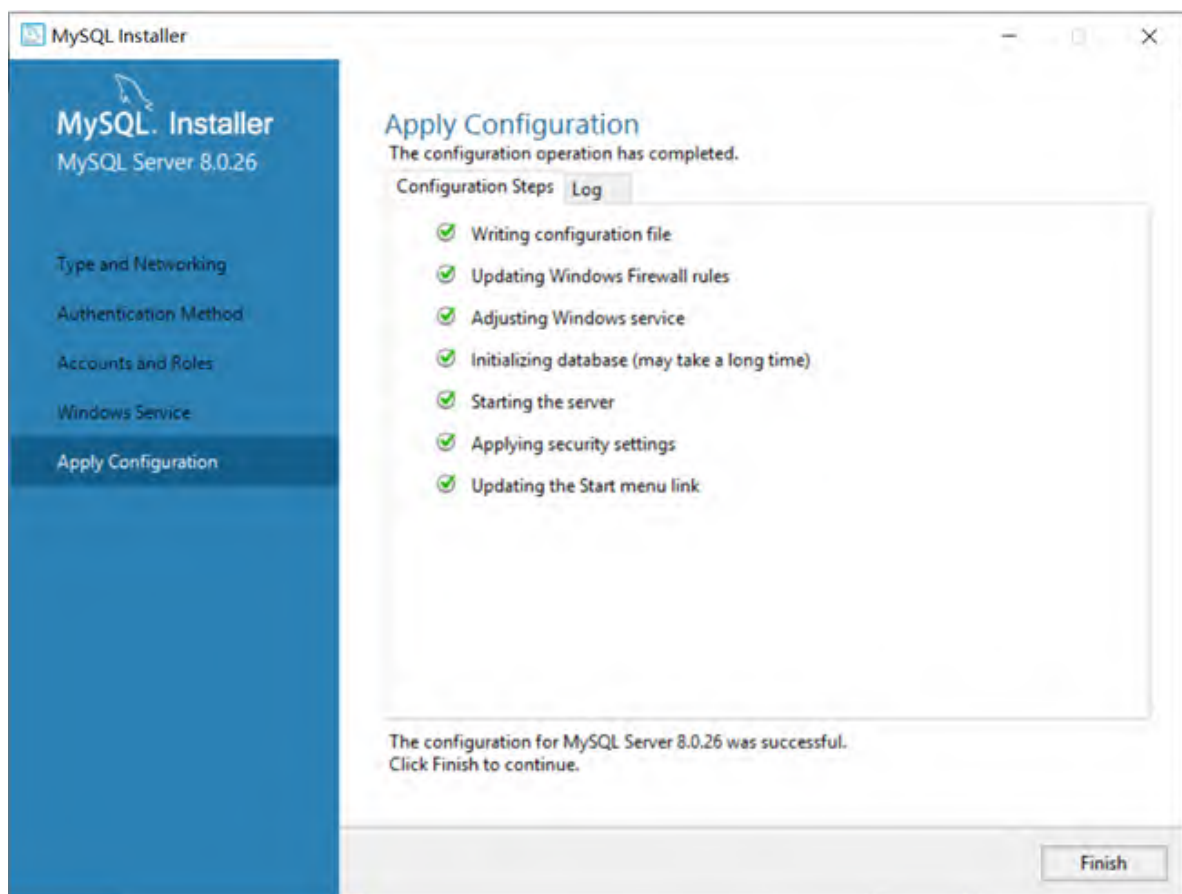 MySQL Installer
MySQL. Installer
MySQL Server 8.0.26
Type and Networking
Authentication Method
Accounts and Roles
Windows Service
Apply Configuration
Apply Configuration
The configuration operation has completed.
Configuration Steps Log
Writing configuration file
Updating Windows Firewall rules
Adjusting Windows service
Initializing database (may take a long time)
Starting the server
Applying security settings
Updating the Start menu link
The configuration for MySQL Server 8.0.26 was successful.
Click Finish to continue.
Finish